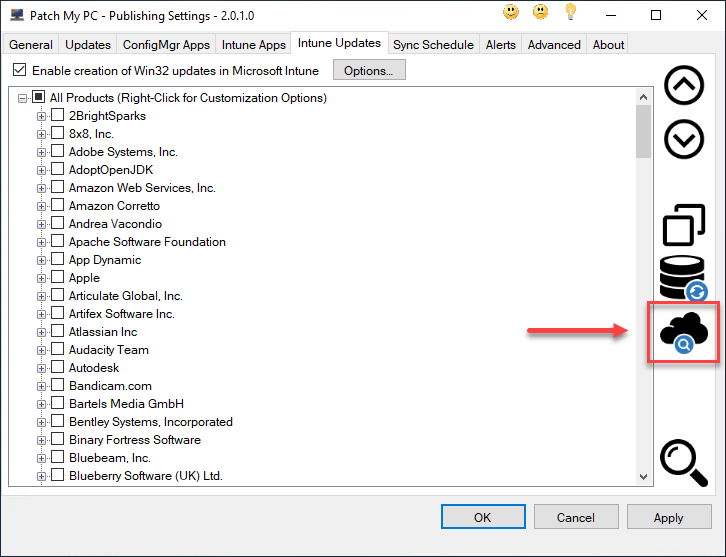 Patch My PC - Publishing Settings - 2.0.1.0
General Updates ConfigMgr Apps Intune Apps Intune Updates Sync Schedule Alerts Advanced About
Enable creation of Win32 updates in Microsoft Intune Options...
All Products (Right-Click for Customization Options)
2BrightSparks
8x8, Inc.
Adobe Systems, Inc.
AdoptOpenJDK
Amazon Web Services, Inc.
Amazon Corretto
Andrea Vacondio
Apache Software Foundation
App Dynamic
Apple
Articulate Global, Inc.
Artifex Software Inc.
Atlassian Inc
Audacity Team
Autodesk
Bandicam.com
Bartels Media GmbH
Bentley Systems, Incorporated
Binary Fortress Software
Bluebeam, Inc.
Blueberry Software (UK) Ltd.
OK Cancel Apply